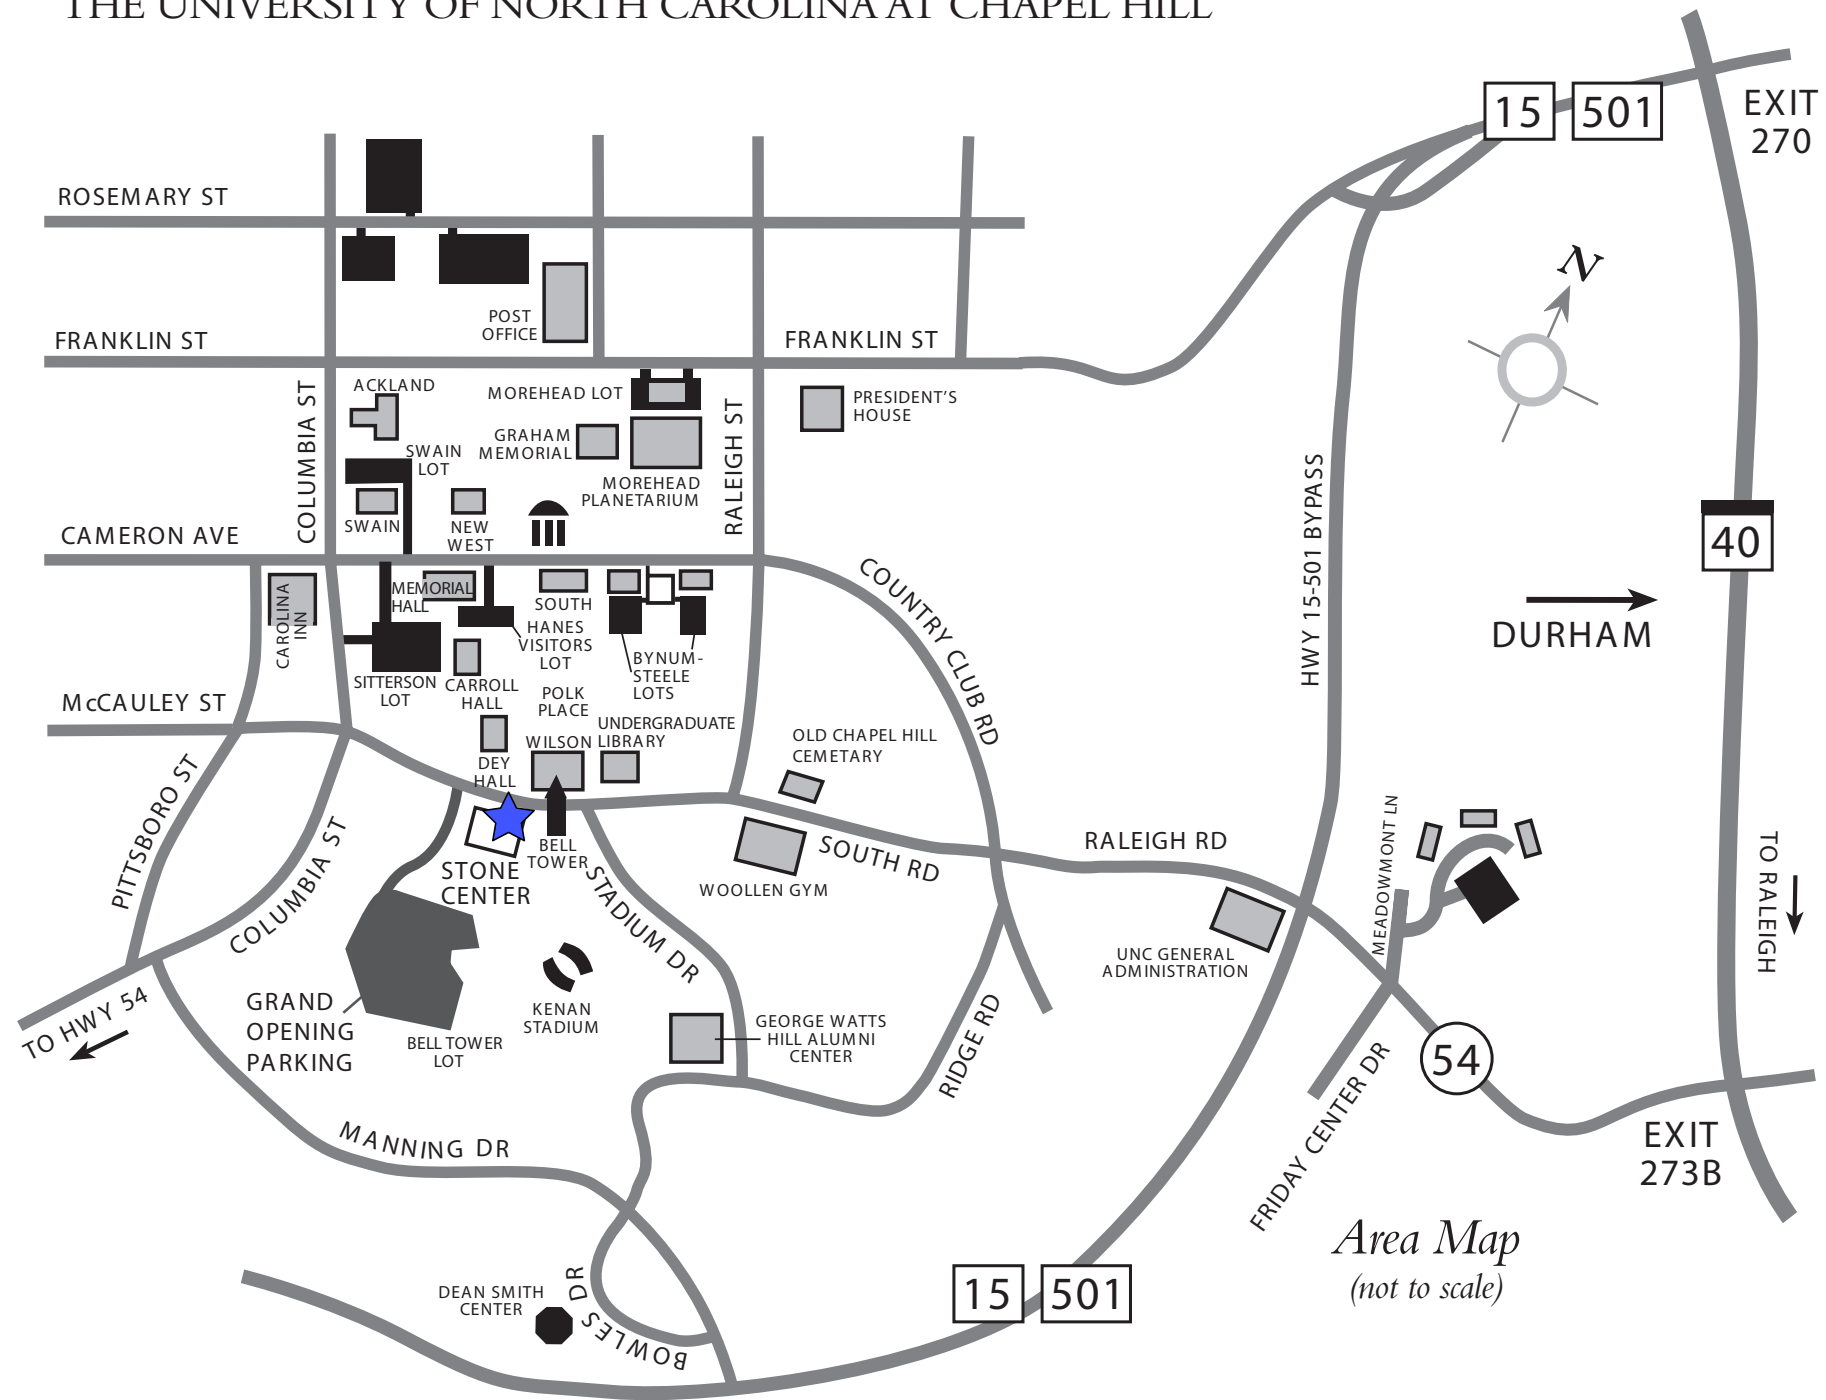 THE UNIVERSITY OF NORTH CAROLINA AT CHAPEL HILL
15
501
EXIT
270
ROSEMARY ST
N
POST
OFFICE
FRANKLIN ST
FRANKLIN ST
ACKLAND
MOREHEAD LOT
PRESIDENT'S
HOUSE
COLUMBIA ST
RALEIGH ST
GRAHAM
MEMORIAL
SWAIN
LOT
MOREHEAD
PLANETARIUM
HWY 15-501 BYPASS
SWAIN
NEW
WEST
CAMERON AVE
40
COUNTRY CLUB RD
CAROLINA
INN
MEMORIAL
HALL
SOUTH
HANES
VISITORS
LOT
DURHAM
BYNUM-
STEELE
LOTS
SITTERSON
LOT
CARROLL
HALL
POLK
PLACE
McCAULEY ST
UNDERGRADUATE
LIBRARY
WILSON
OLD CHAPEL HILL
CEMETARY
DEY
HALL
PITTSBORO ST
COLUMBIA ST
BELL
TOWER
STONE
CENTER
SOUTH RD
RALEIGH RD
MEADOWMONT LN
TO RALEIGH
WOOLLEN GYM
STADIUM DR
UNC GENERAL
ADMINISTRATION
GRAND
OPENING
PARKING
TO HWY 54
KENAN
STADIUM
BELL TOWER
LOT
GEORGE WATTS
HILL ALUMNI
CENTER
RIDGE RD
54
FRIDAY CENTER DR
MANNING DR
EXIT
273B
Area Map
(not to scale)
DEAN SMITH
CENTER
BOWLES DR
15
501